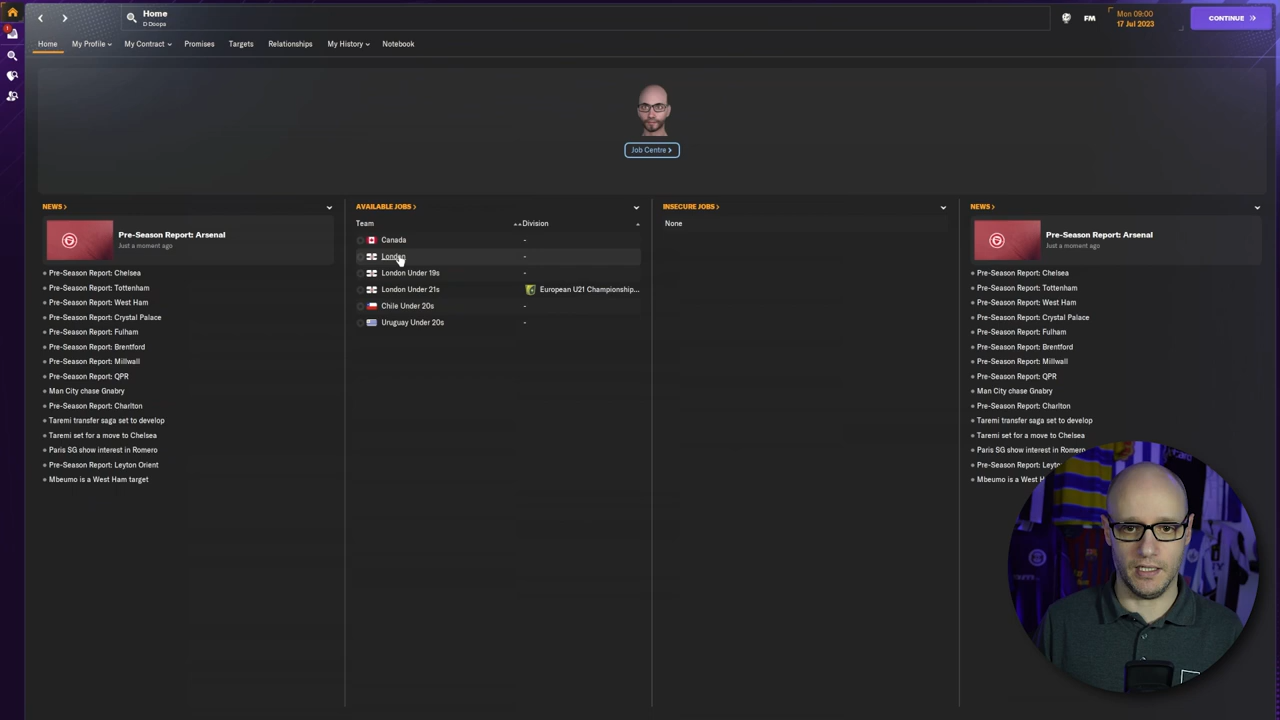 Home
D Doopa
FM
Mon 09:00
17 Jul 2023
CONTINUE
Home
My Profile
My Contract
Promises
Targets
Relationships
My History
Notebook
Job Centre >
NEWS >
Pre-Season Report: Arsenal
Just a moment ago
Pre-Season Report: Chelsea
Pre-Season Report: Tottenham
Pre-Season Report: West Ham
Pre-Season Report: Crystal Palace
Pre-Season Report: Fulham
Pre-Season Report: Brentford
Pre-Season Report: Millwall
Pre-Season Report: QPR
Man City chase Gnabry
Pre-Season Report: Charlton
Taremi transfer saga set to develop
Taremi set for a move to Chelsea
Paris SG show interest in Romero
Pre-Season Report: Leyton Orient
Mbeumo is a West Ham target
AVAILABLE JOBS >
Team Division
Canada -
London -
London Under 19s -
London Under 21s European U21 Championship...
Chile Under 20s -
Uruguay Under 20s -
INSECURE JOBS >
None
NEWS >
Pre-Season Report: Arsenal
Just a moment ago
Pre-Season Report: Chelsea
Pre-Season Report: Tottenham
Pre-Season Report: West Ham
Pre-Season Report: Crystal Palace
Pre-Season Report: Fulham
Pre-Season Report: Brentford
Pre-Season Report: Millwall
Pre-Season Report: QPR
Man City chase Gnabry
Pre-Season Report: Charlton
Taremi transfer saga set to develop
Taremi set for a move to Chelsea
Paris SG show interest in Romero
Pre-Season Report: Leyto
Mbeumo is a West H